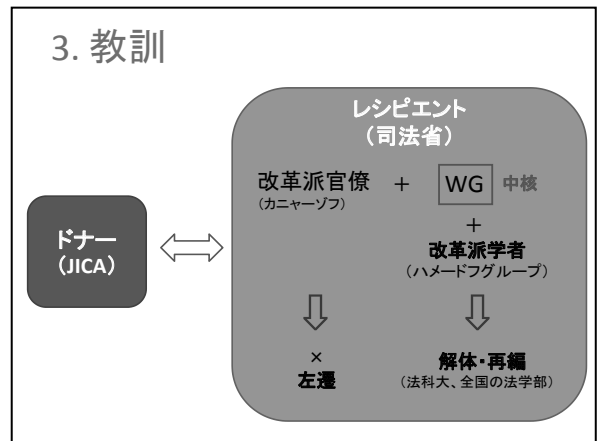 3. 教訓
レシピエント
（司法省）
改革派官僚 + WG 中核
（カニャーゾフ）
+
改革派学者
（ハメードフグループ）
ドナー
（JICA）
×
左遷
解体・再編
（法科大、全国の法学部）